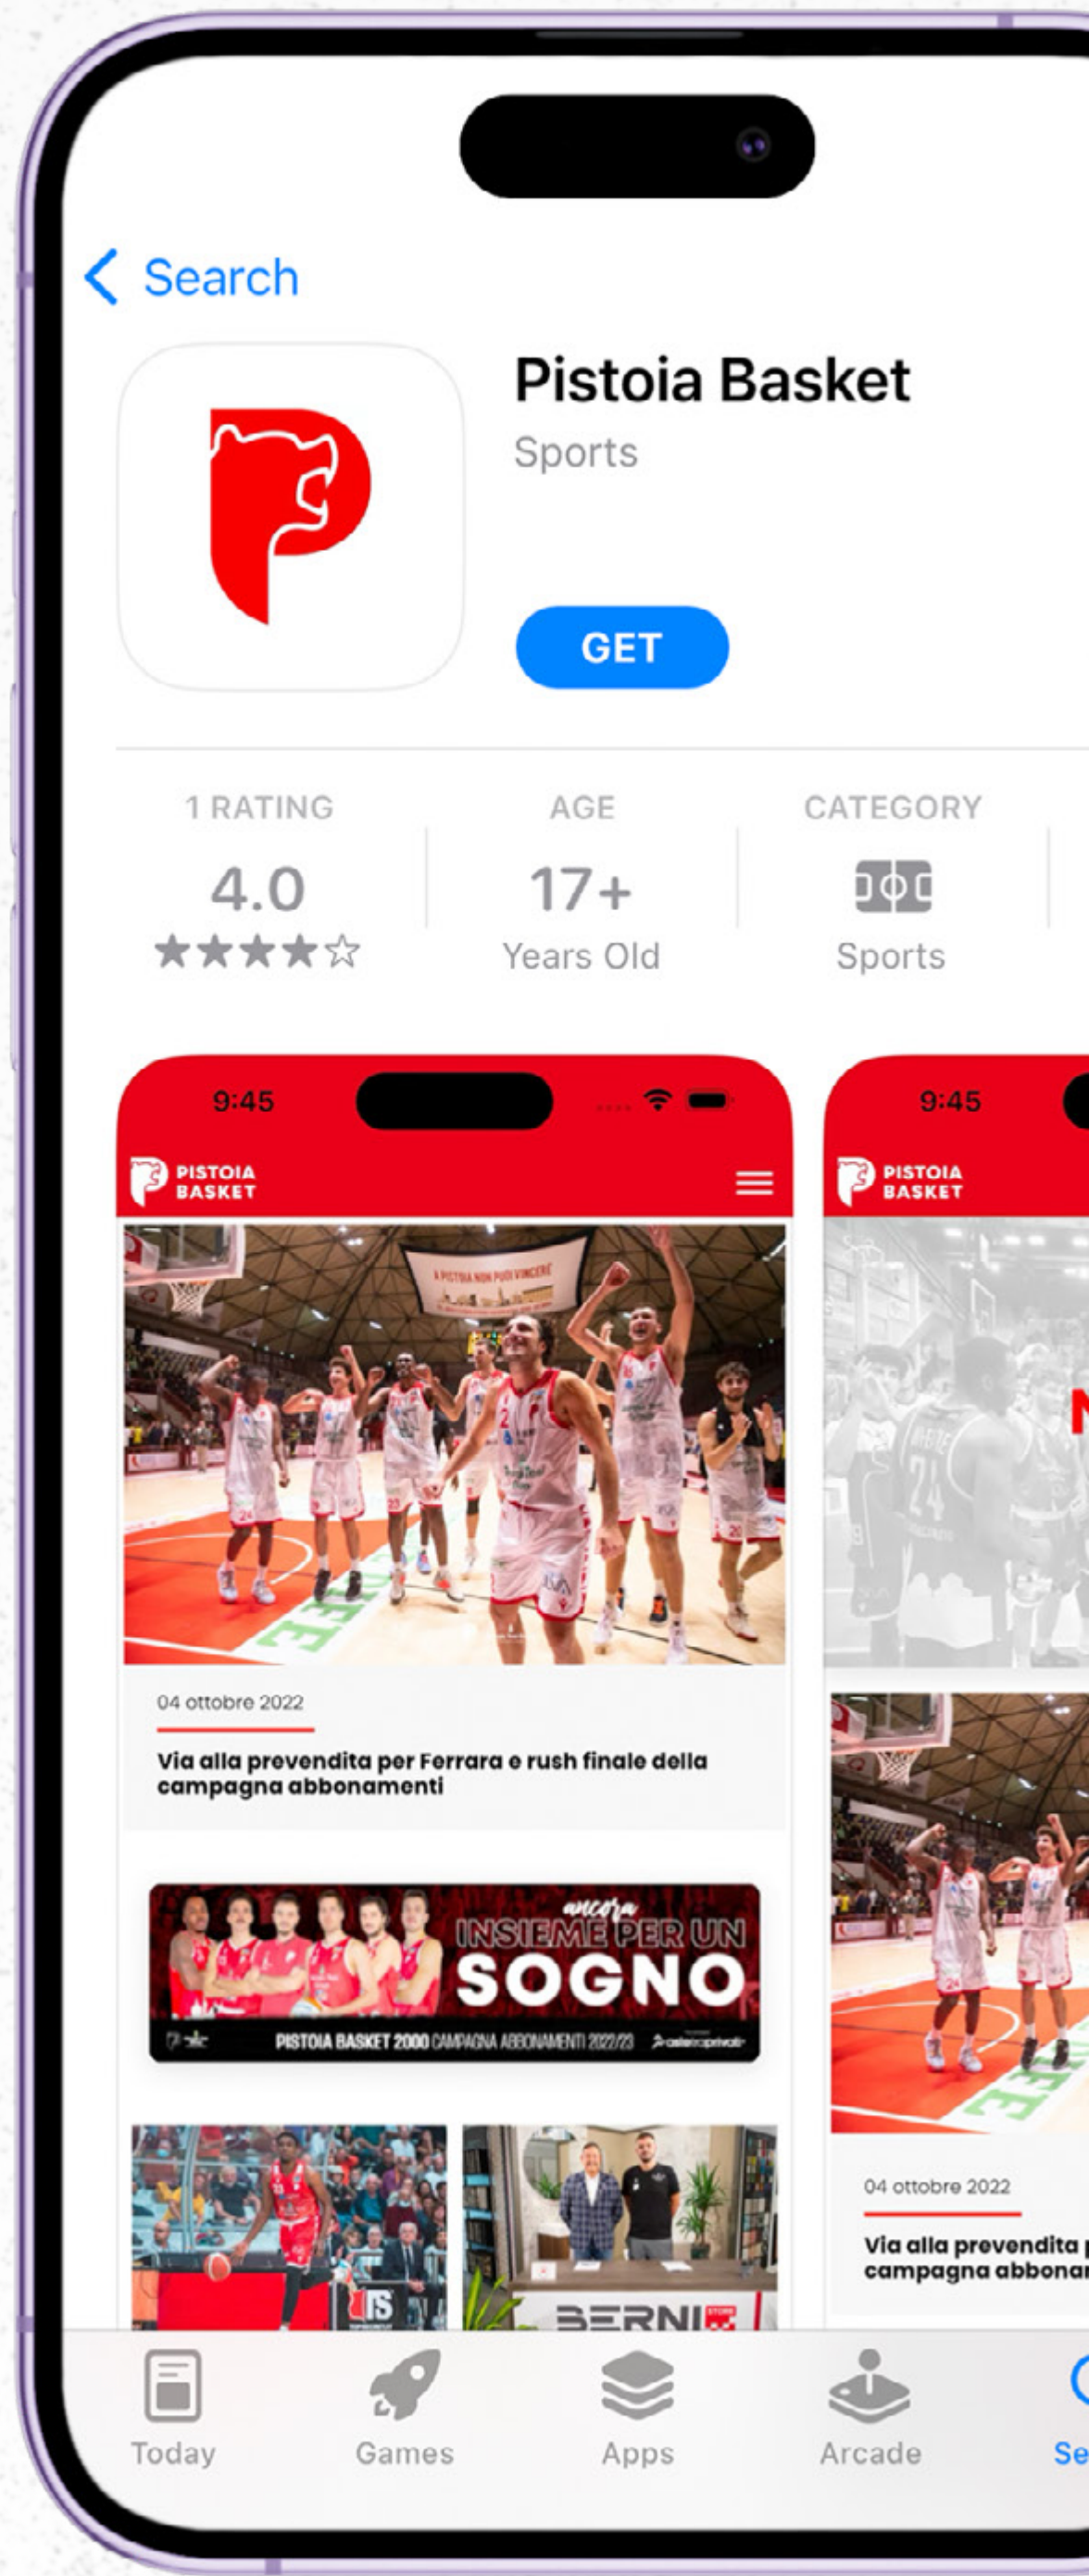 Search
Pistoia Basket
Sports
GET
1 RATING
4.0
AGE
17+
Years Old
CATEGORY
Sports
9:45
PISTOIA
BASKET
A PISTOIA NON PUOI VINCERE
04 ottobre 2022
Via alla prevendita per Ferrara e rush finale della
campagna abbonamenti
ancora
INSIEME PER UN
SOGNO
PISTOIA BASKET 2000 CAMPAGNA ABBONAMENTI 2022/23
BERNI
STORE
9:45
PISTOIA
BASKET
24
04 ottobre 2022
Via alla prevendita
campagna
Today
Games
Apps
Arcade